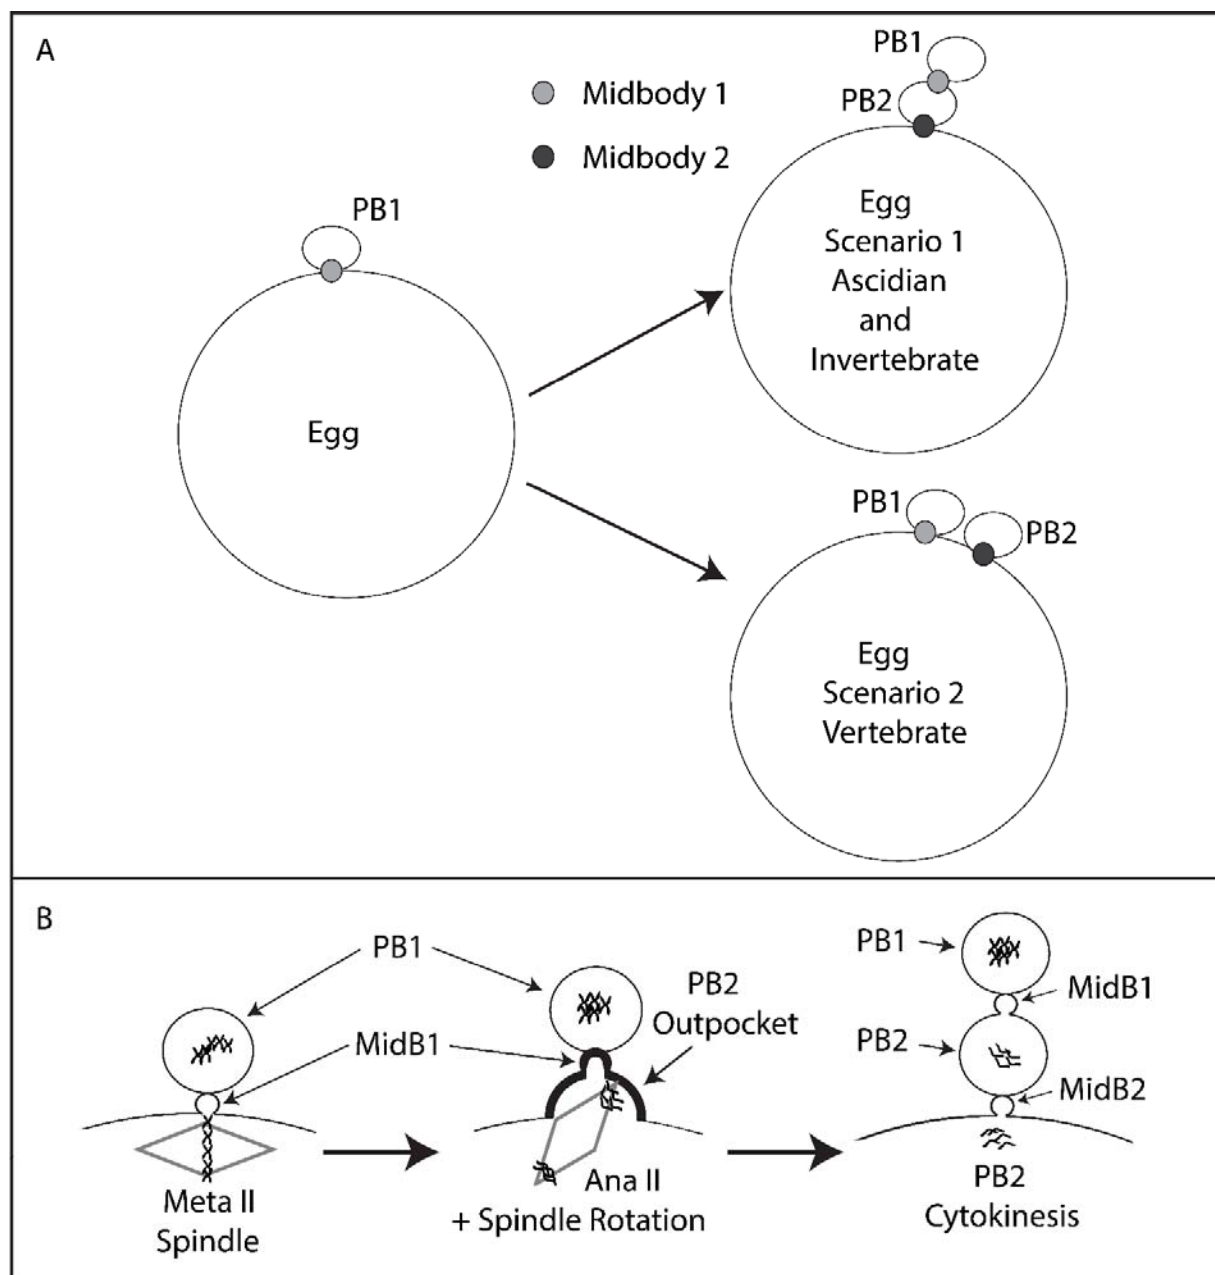 A
PB1
Midbody 1
PB2
Midbody 2
PB1
Egg
Scenario 1
Ascidian
and
Invertebrate
Egg
PB1
PB2
Egg
Scenario 2
Vertebrate
B
PB1
PB2
Outpocket
MidB1
Meta II
Spindle
Ana II
+ Spindle Rotation
PB1
MidB1
PB2
MidB2
PB2
Cytokinesis